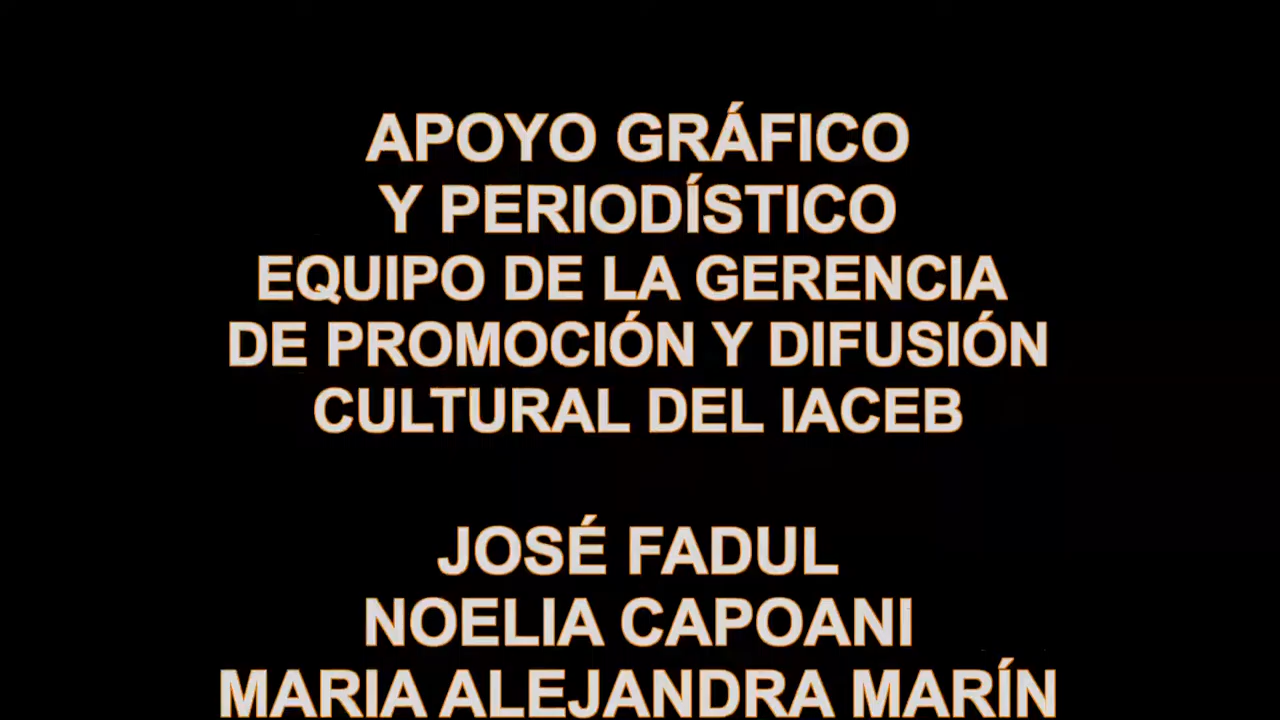 APOYO GRÁFICO
Y PERIODÍSTICO
EQUIPO DE LA GERENCIA
DE PROMOCIÓN Y DIFUSIÓN
CULTURAL DEL IACEB
JOSÉ FADUL
NOELIA CAPOANI
MARIA ALEJANDRA MARÍN